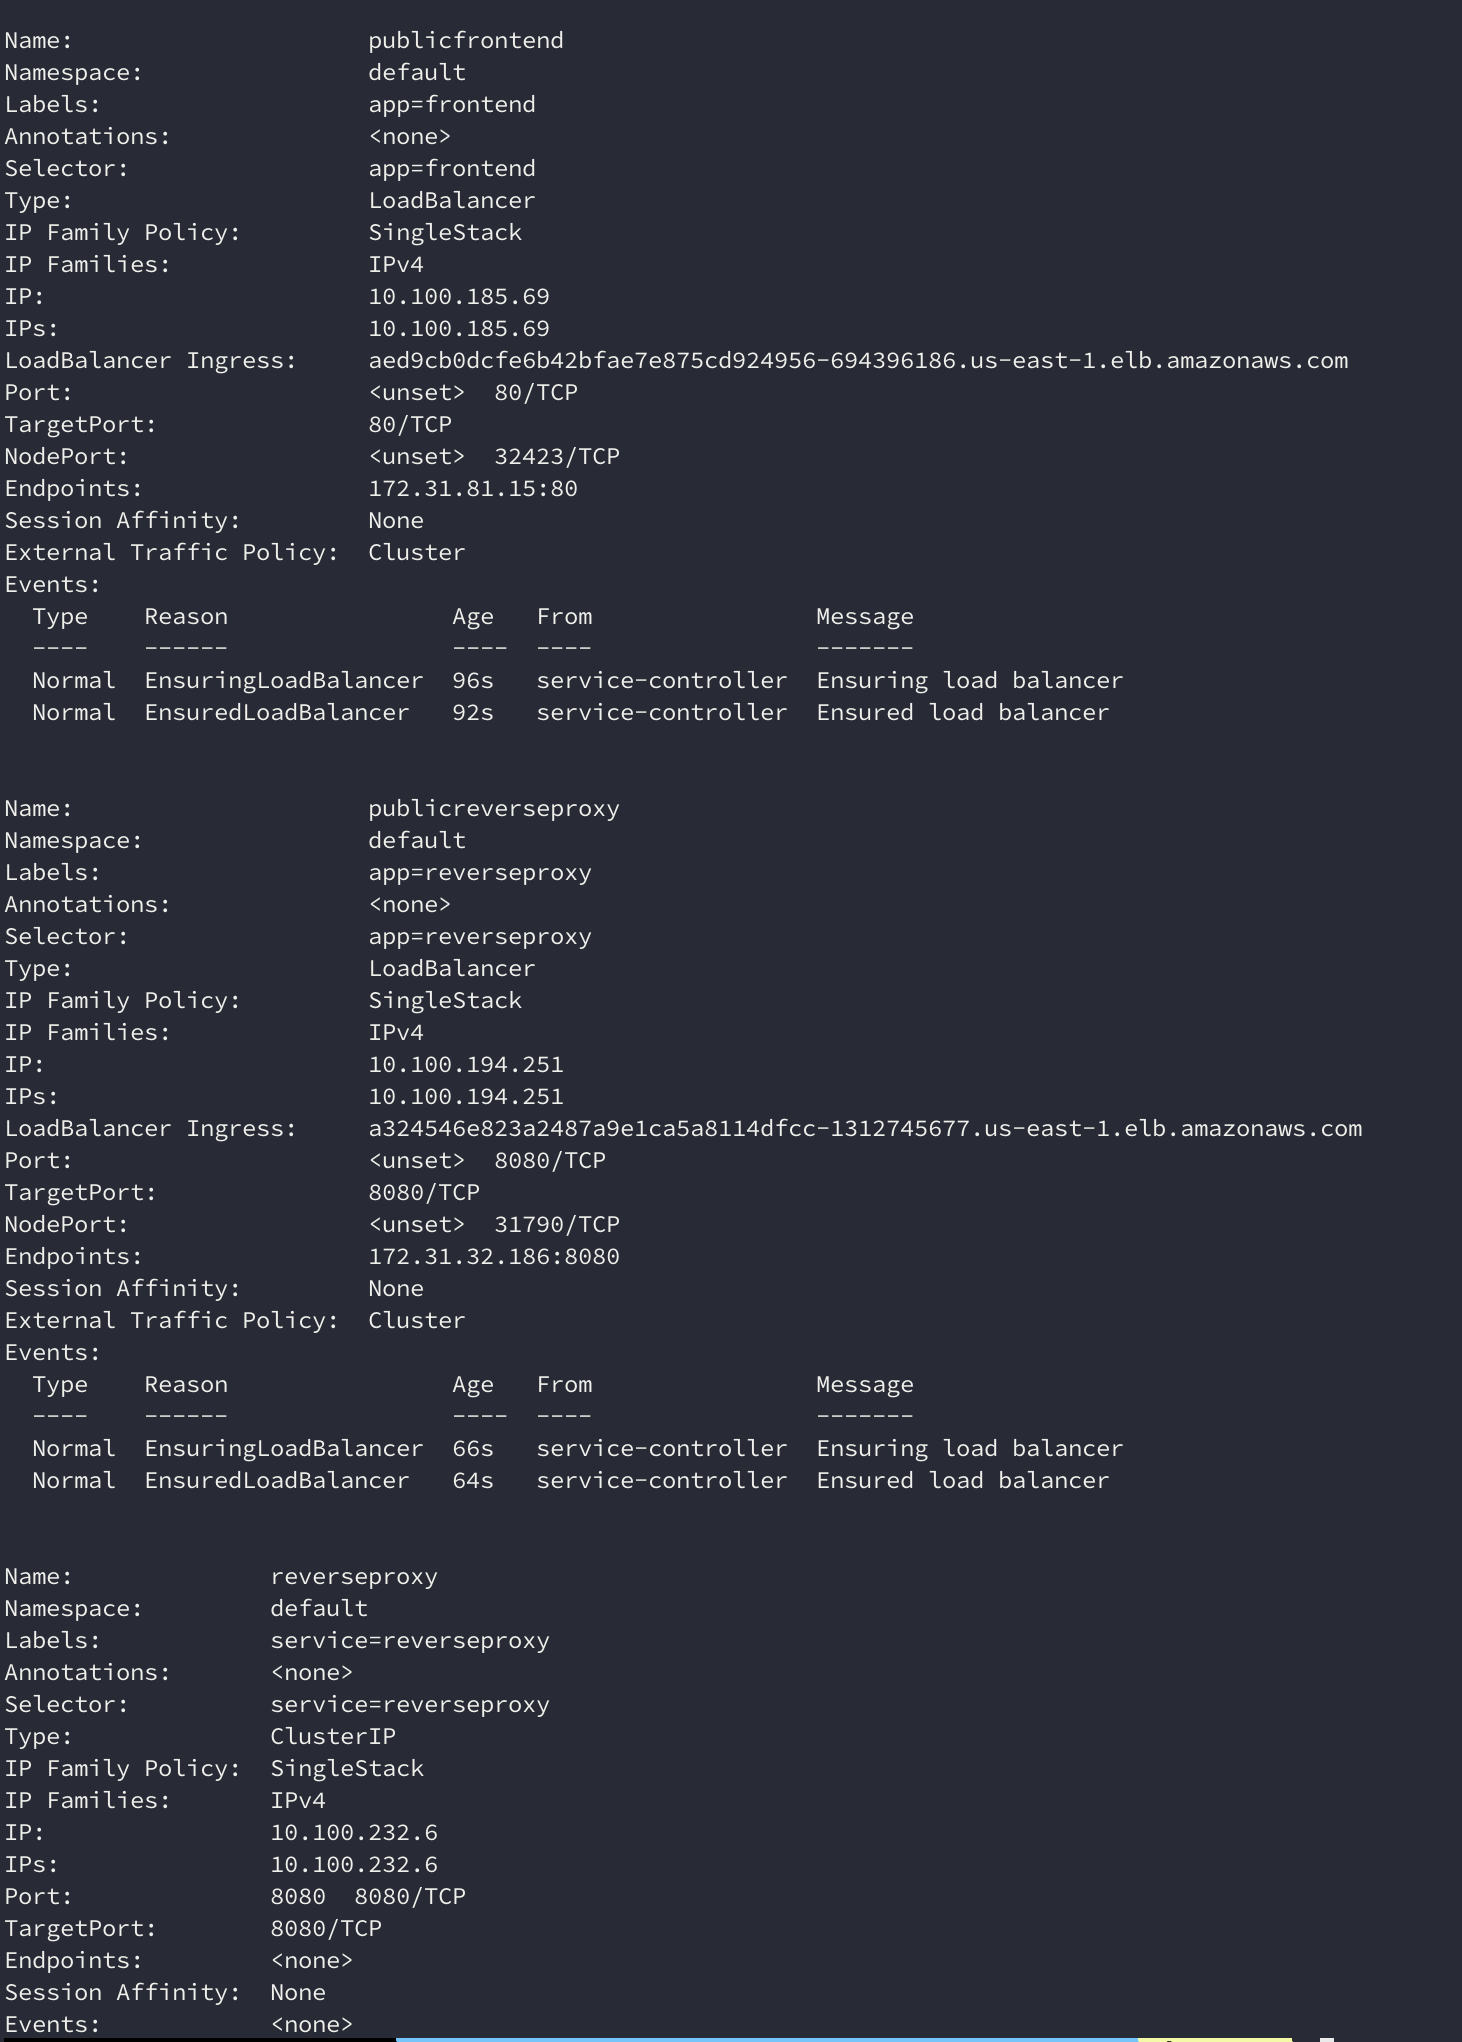 Name:                     publicfrontend
Namespace:                default
Labels:                   app=frontend
Annotations:              <none>
Selector:                 app=frontend
Type:                     LoadBalancer
IP Family Policy:         SingleStack
IP Families:              IPv4
IP:                       10.100.185.69
IPs:                      10.100.185.69
LoadBalancer Ingress:     aed9cb0dcfe6b42bfae7e875cd924956-694396186.us-east-1.elb.amazonaws.com
Port:                     <unset>  80/TCP
TargetPort:               80/TCP
NodePort:                 <unset>  32423/TCP
Endpoints:                172.31.81.15:80
Session Affinity:         None
External Traffic Policy:  Cluster
Events:
  Type    Reason                Age   From                Message
  ----    ------                ----  ----                -------
  Normal  EnsuringLoadBalancer  96s   service-controller  Ensuring load balancer
  Normal  EnsuredLoadBalancer   92s   service-controller  Ensured load balancer
Name:                     publicreverseproxy
Namespace:                default
Labels:                   app=reverseproxy
Annotations:              <none>
Selector:                 app=reverseproxy
Type:                     LoadBalancer
IP Family Policy:         SingleStack
IP Families:              IPv4
IP:                       10.100.194.251
IPs:                      10.100.194.251
LoadBalancer Ingress:     a324546e823a2487a9e1ca5a8114dfcc-1312745677.us-east-1.elb.amazonaws.com
Port:                     <unset>  8080/TCP
TargetPort:               8080/TCP
NodePort:                 <unset>  31790/TCP
Endpoints:                172.31.32.186:8080
Session Affinity:         None
External Traffic Policy:  Cluster
Events:
  Type    Reason                Age   From                Message
  ----    ------                ----  ----                -------
  Normal  EnsuringLoadBalancer  66s   service-controller  Ensuring load balancer
  Normal  EnsuredLoadBalancer   64s   service-controller  Ensured load balancer
Name:              reverseproxy
Namespace:         default
Labels:            service=reverseproxy
Annotations:       <none>
Selector:          service=reverseproxy
Type:              ClusterIP
IP Family Policy:  SingleStack
IP Families:       IPv4
IP:                10.100.232.6
IPs:               10.100.232.6
Port:              8080  8080/TCP
TargetPort:        8080/TCP
Endpoints:         <none>
Session Affinity:  None
Events:            <none>